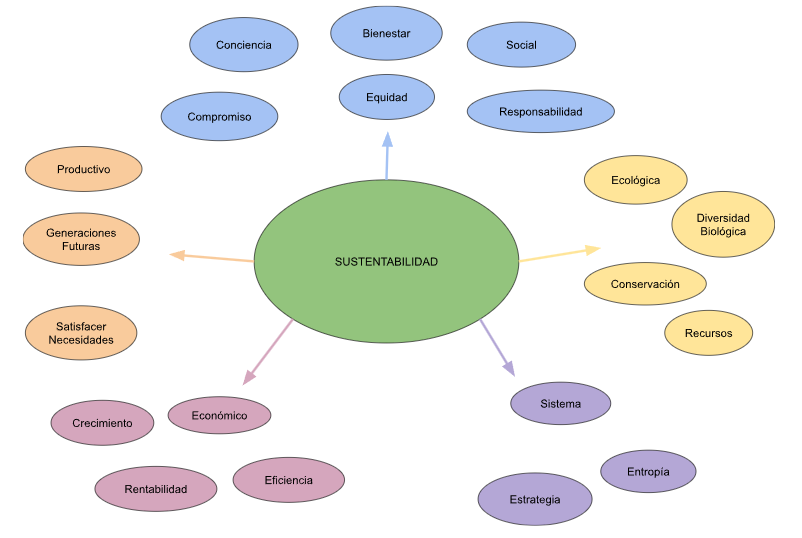 Conciencia
Bienestar
Social
Compromiso
Equidad
Responsabilidad
Productivo
Ecológica
Generaciones
Futuras
Diversidad
Biológica
SUSTENTABILIDAD
Conservación
Satisfacer
Necesidades
Recursos
Crecimiento
Económico
Sistema
Rentabilidad
Eficiencia
Estrategia
Entropía